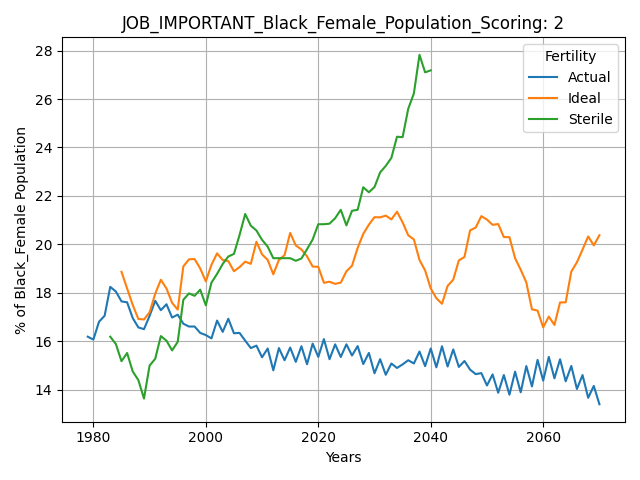 JOB_IMPORTANT_Black_Female_Population_Scoring: 2
Fertility
Actual
Ideal
Sterile
% of Black_Female Population
28
26
24
22
20
18
16
14
1980
2000
2020
2040
2060
Years